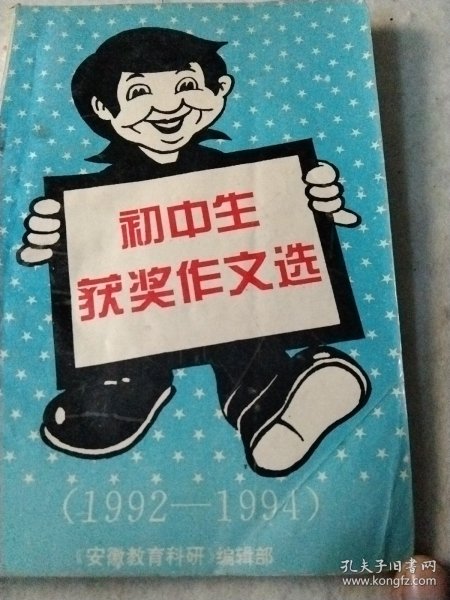 初中生
获奖作文选
(1992—1994)
《安徽教育科研》编辑部
孔夫子旧书网
www.kongfz.com